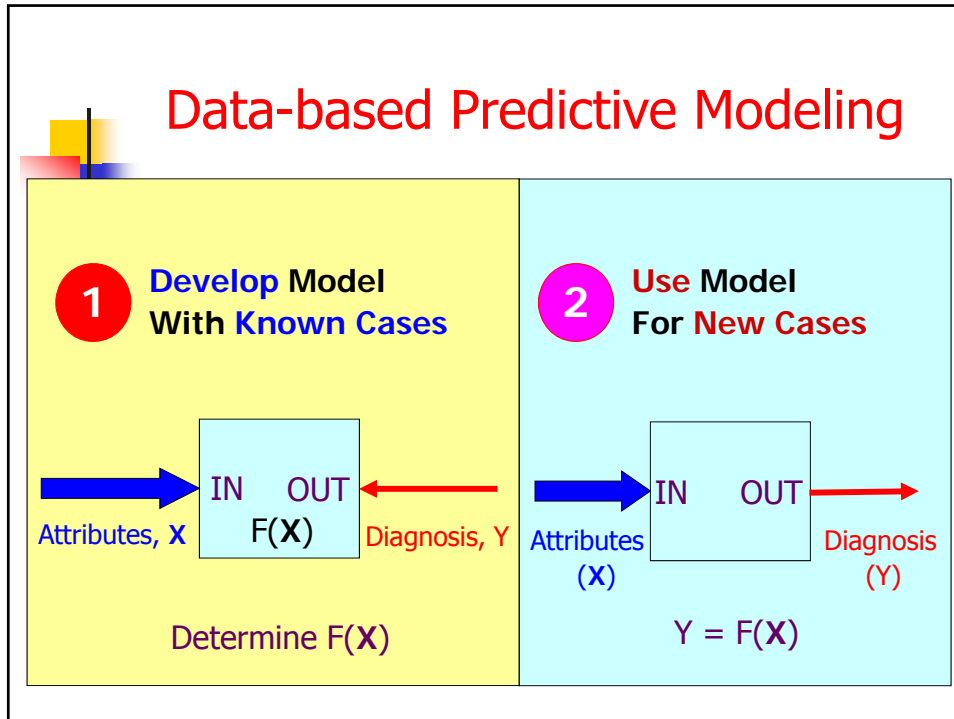 Data-based Predictive Modeling
1
Develop Model
With Known Cases
IN OUT
F(X)
Attributes, X
Diagnosis, Y
Determine F(X)
2
Use Model
For New Cases
IN OUT
Attributes
(X)
Diagnosis
(Y)
Y = F(X)